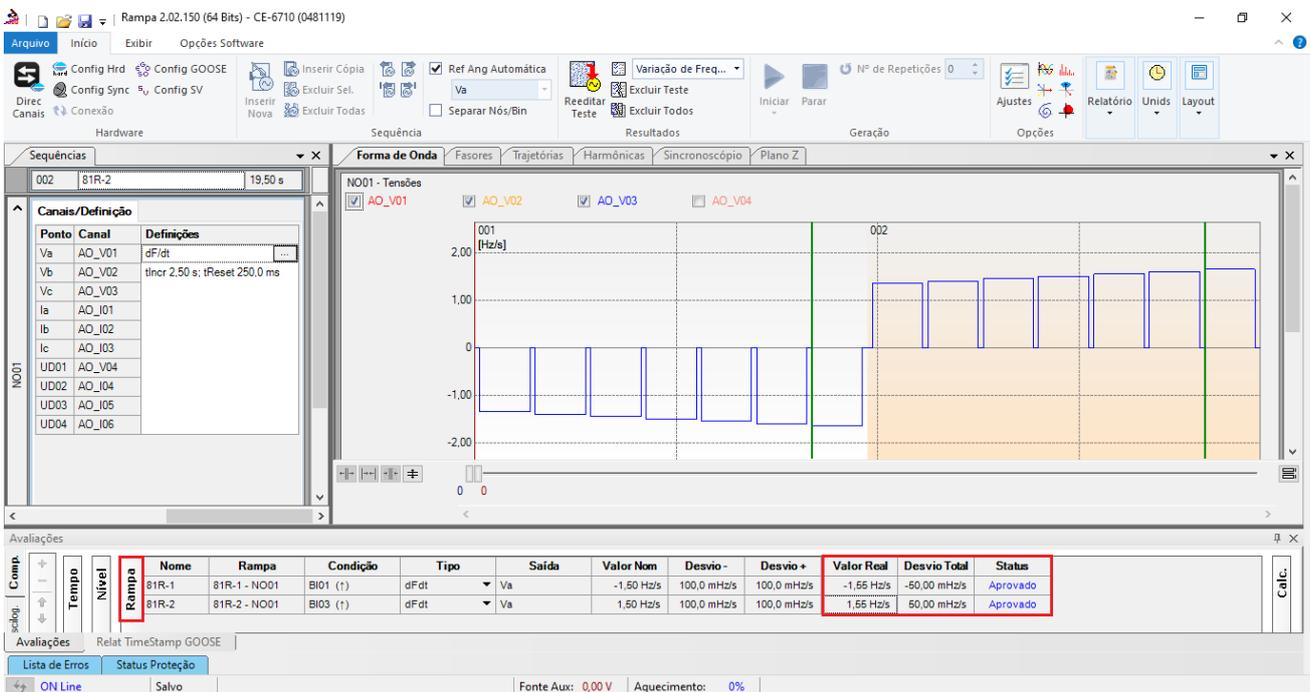 Rampa 2.02.150 (64 Bits) - CE-6710 (0481119)
Arquivo Início Exibir Opções Software
Direc Canais
Config Hrd Config GOOSE
Config Sync Config SV
Conexão
Hardware
Inserir Nova
Inserir Cópia
Excluir Sel.
Excluir Todas
Ref Ang Automática
Va
Separar Nós/Bin
Sequência
Reeditar Teste
Variação de Freq...
Excluir Teste
Excluir Todos
Resultados
Iniciar Parar
Nº de Repetições 0
Geração
Ajustes
Opções
Relatório Unids Layout
Sequências
002 81R-2 19,50 s
NO01
Canais/Definição
Ponto Canal Definições
Va AO_V01 dF/dt ...
Vb AO_V02 tIncr 2,50 s; tReset 250,0 ms
Vc AO_V03
Ia AO_I01
Ib AO_I02
Ic AO_I03
UD01 AO_V04
UD02 AO_I04
UD03 AO_I05
UD04 AO_I06
Forma de Onda Fasores Trajetórias Harmônicas Sincronoscópio Plano Z
NO01 - Tensões
AO_V01 AO_V02 AO_V03 AO_V04
001 002
[Hz/s]
2,00
1,00
0
-1,00
-2,00
0 0
Avaliações
Comp.
Tempo
Nível
Rampa
Calc.
Nome Rampa Condição Tipo Saída Valor Nom Desvio - Desvio + Valor Real Desvio Total Status
81R-1 81R-1 - NO01 BI01 (↑) dFdt Va -1,50 Hz/s 100,0 mHz/s 100,0 mHz/s -1,55 Hz/s -50,00 mHz/s Aprovado
81R-2 81R-2 - NO01 BI03 (↑) dFdt Va 1,50 Hz/s 100,0 mHz/s 100,0 mHz/s 1,55 Hz/s 50,00 mHz/s Aprovado
Avaliações Relat TimeStamp GOOSE
Lista de Erros Status Proteção
ON Line Salvo Fonte Aux: 0,00 V Aquecimento: 0%